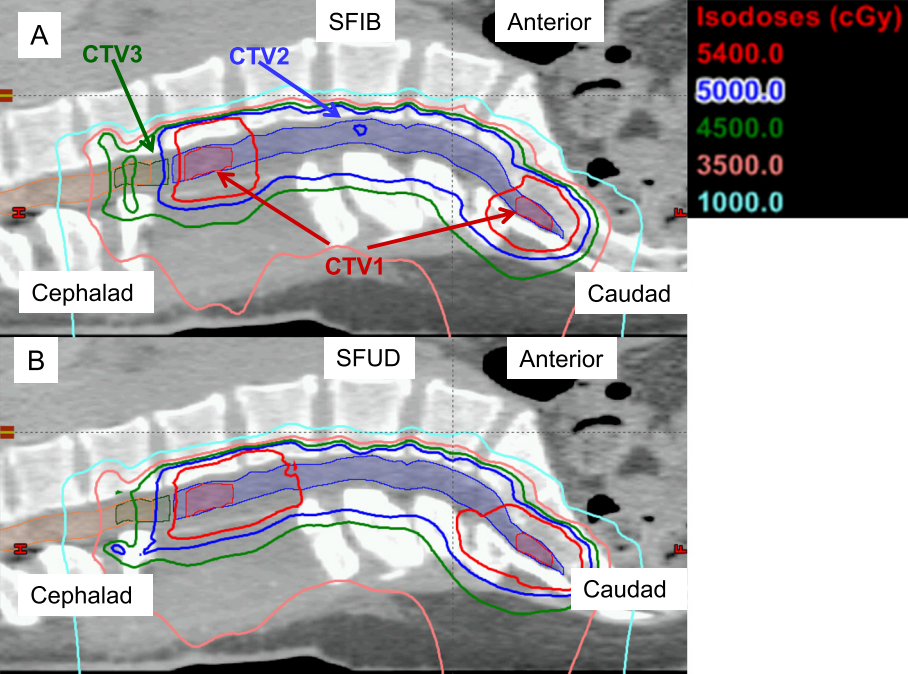 A
SFIB
Anterior
CTV3
CTV2
H
F
CTV1
Cephalad
Caudad
Isodoses (cGy)
5400.0
5000.0
4500.0
3500.0
1000.0
B
SFUD
Anterior
H
F
Cephalad
Caudad